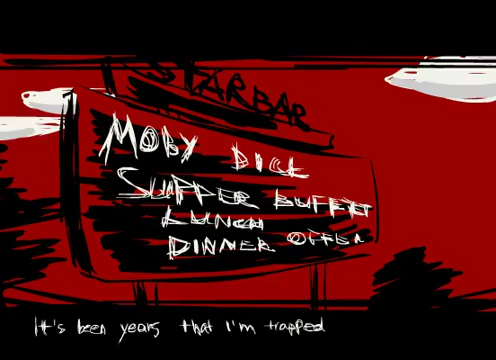 STARBAR
MOBY DICK
SUPPER BUFFET
LUNCH
DINNER OFFER
It's been years that I'm trapped